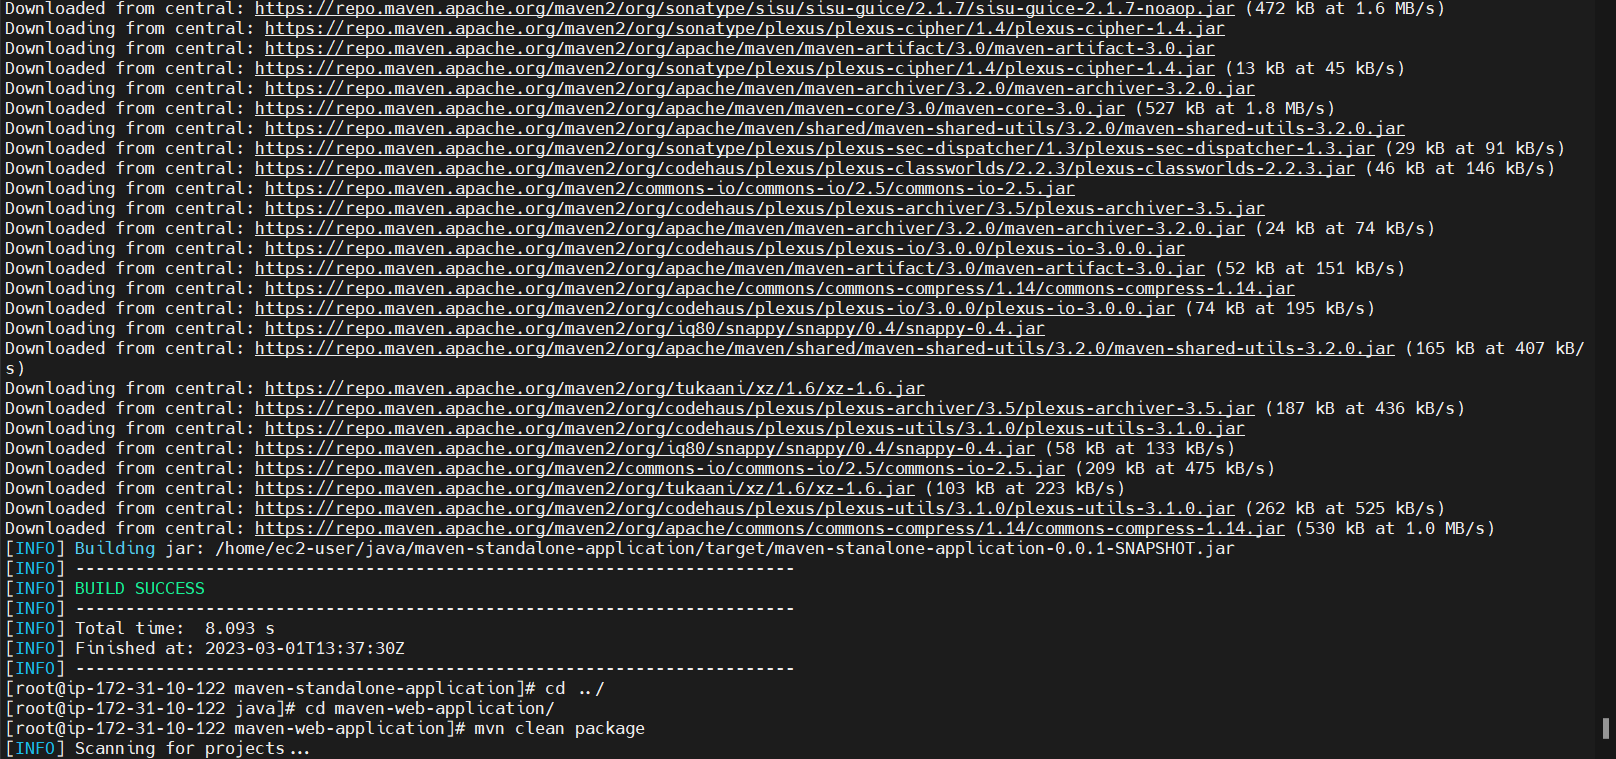 Downloaded from central: https://repo.maven.apache.org/maven2/org/sonatype/sisu/sisu-guice/2.1.7/sisu-guice-2.1.7-noaop.jar (472 kB at 1.6 MB/s)
Downloading from central: https://repo.maven.apache.org/maven2/org/sonatype/plexus/plexus-cipher/1.4/plexus-cipher-1.4.jar
Downloading from central: https://repo.maven.apache.org/maven2/org/apache/maven/maven-artifact/3.0/maven-artifact-3.0.jar
Downloaded from central: https://repo.maven.apache.org/maven2/org/sonatype/plexus/plexus-cipher/1.4/plexus-cipher-1.4.jar (13 kB at 45 kB/s)
Downloading from central: https://repo.maven.apache.org/maven2/org/apache/maven/maven-archiver/3.2.0/maven-archiver-3.2.0.jar
Downloaded from central: https://repo.maven.apache.org/maven2/org/apache/maven/maven-core/3.0/maven-core-3.0.jar (527 kB at 1.8 MB/s)
Downloading from central: https://repo.maven.apache.org/maven2/org/apache/maven/shared/maven-shared-utils/3.2.0/maven-shared-utils-3.2.0.jar
Downloaded from central: https://repo.maven.apache.org/maven2/org/sonatype/plexus/plexus-sec-dispatcher/1.3/plexus-sec-dispatcher-1.3.jar (29 kB at 91 kB/s)
Downloaded from central: https://repo.maven.apache.org/maven2/org/codehaus/plexus/plexus-classworlds/2.2.3/plexus-classworlds-2.2.3.jar (46 kB at 146 kB/s)
Downloading from central: https://repo.maven.apache.org/maven2/commons-io/commons-io/2.5/commons-io-2.5.jar
Downloading from central: https://repo.maven.apache.org/maven2/org/codehaus/plexus/plexus-archiver/3.5/plexus-archiver-3.5.jar
Downloaded from central: https://repo.maven.apache.org/maven2/org/apache/maven/maven-archiver/3.2.0/maven-archiver-3.2.0.jar (24 kB at 74 kB/s)
Downloading from central: https://repo.maven.apache.org/maven2/org/codehaus/plexus/plexus-io/3.0.0/plexus-io-3.0.0.jar
Downloaded from central: https://repo.maven.apache.org/maven2/org/apache/maven/maven-artifact/3.0/maven-artifact-3.0.jar (52 kB at 151 kB/s)
Downloading from central: https://repo.maven.apache.org/maven2/org/apache/commons/commons-compress/1.14/commons-compress-1.14.jar
Downloaded from central: https://repo.maven.apache.org/maven2/org/codehaus/plexus/plexus-io/3.0.0/plexus-io-3.0.0.jar (74 kB at 195 kB/s)
Downloading from central: https://repo.maven.apache.org/maven2/org/iq80/snappy/snappy/0.4/snappy-0.4.jar
Downloaded from central: https://repo.maven.apache.org/maven2/org/apache/maven/shared/maven-shared-utils/3.2.0/maven-shared-utils-3.2.0.jar (165 kB at 407 kB/
s)
Downloading from central: https://repo.maven.apache.org/maven2/org/tukaani/xz/1.6/xz-1.6.jar
Downloaded from central: https://repo.maven.apache.org/maven2/org/codehaus/plexus/plexus-archiver/3.5/plexus-archiver-3.5.jar (187 kB at 436 kB/s)
Downloading from central: https://repo.maven.apache.org/maven2/org/codehaus/plexus/plexus-utils/3.1.0/plexus-utils-3.1.0.jar
Downloaded from central: https://repo.maven.apache.org/maven2/org/iq80/snappy/snappy/0.4/snappy-0.4.jar (58 kB at 133 kB/s)
Downloaded from central: https://repo.maven.apache.org/maven2/commons-io/commons-io/2.5/commons-io-2.5.jar (209 kB at 475 kB/s)
Downloaded from central: https://repo.maven.apache.org/maven2/org/tukaani/xz/1.6/xz-1.6.jar (103 kB at 223 kB/s)
Downloaded from central: https://repo.maven.apache.org/maven2/org/codehaus/plexus/plexus-utils/3.1.0/plexus-utils-3.1.0.jar (262 kB at 525 kB/s)
Downloaded from central: https://repo.maven.apache.org/maven2/org/apache/commons/commons-compress/1.14/commons-compress-1.14.jar (530 kB at 1.0 MB/s)
[INFO] Building jar: /home/ec2-user/java/maven-standalone-application/target/maven-stanalone-application-0.0.1-SNAPSHOT.jar
[INFO] ------------------------------------------------------------------------
[INFO] BUILD SUCCESS
[INFO] ------------------------------------------------------------------------
[INFO] Total time:  8.093 s
[INFO] Finished at: 2023-03-01T13:37:30Z
[INFO] ------------------------------------------------------------------------
[root@ip-172-31-10-122 maven-standalone-application]# cd ../
[root@ip-172-31-10-122 java]# cd maven-web-application/
[root@ip-172-31-10-122 maven-web-application]# mvn clean package
[INFO] Scanning for projects...